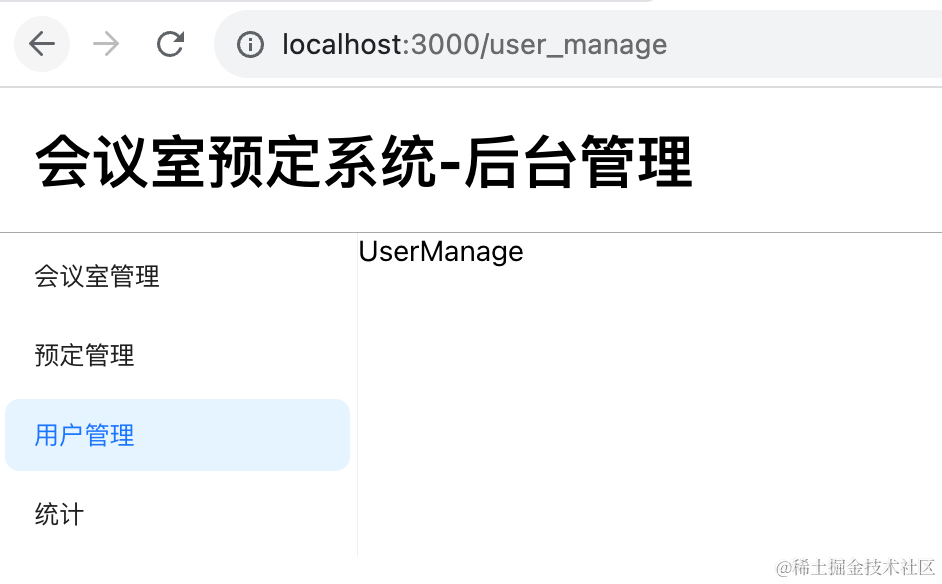 localhost:3000/user_manage
会议室预定系统-后台管理
会议室管理
UserManage
预定管理
用户管理
统计
@稀土掘金技术社区